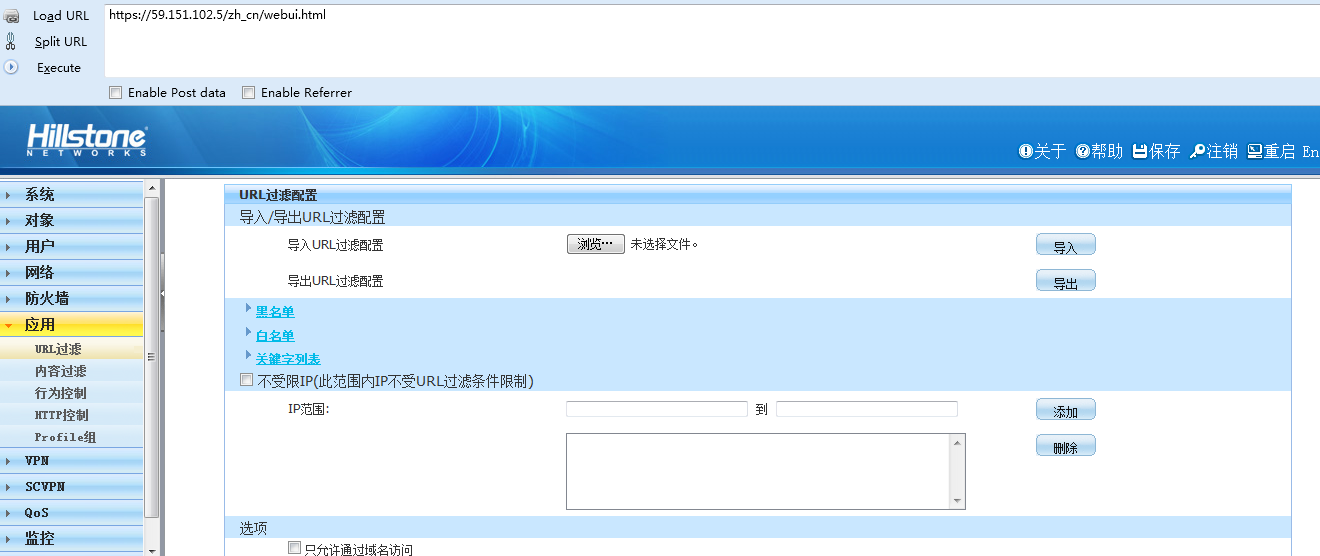 Load URL
https://59.151.102.5/zh_cn/webui.html
Split URL
Execute
Enable Post data Enable Referrer
Hillstone
NETWORKS
关于 帮助 保存 注销 重启 En
系统
对象
用户
网络
防火墙
应用
URL过滤
内容过滤
行为控制
HTTP控制
Profile组
VPN
SCVPN
QoS
监控
URL过滤配置
导入/导出URL过滤配置
导入URL过滤配置 浏览… 未选择文件。 导入
导出URL过滤配置 导出
黑名单
白名单
关键字列表
不受限IP(此范围内IP不受URL过滤条件限制)
IP范围: 到 添加
删除
选项
只允许通过域名访问